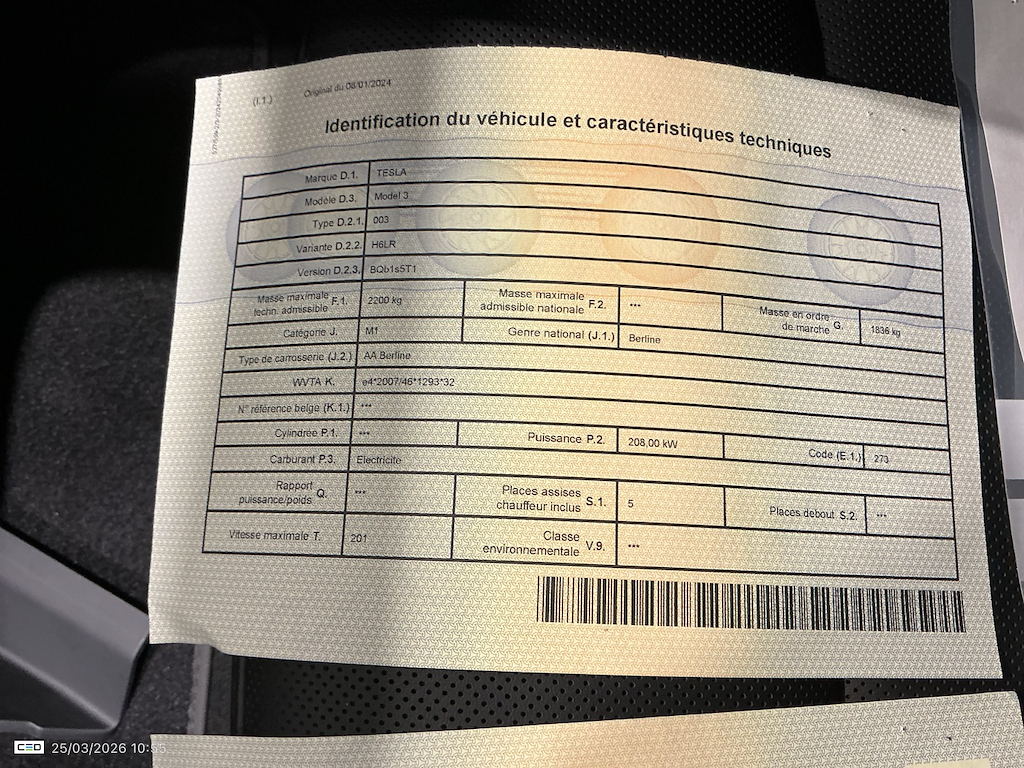 (I.1.) Original du 08/01/2024
Identification du véhicule et caractéristiques techniques
Marque D.1. TESLA
Modèle D.3. Model 3
Type D.2.1. 003
Variante D.2.2. H6LR
Version D.2.3. BQb1s5T1
Masse maximale techn. admissible F.1. 2200 kg Masse maximale admissible nationale F.2. *** Masse en ordre de marche G. 1836 kg
Catégorie J. M1 Genre national (J.1.) Berline
Type de carrosserie (J.2.) AA Berline
WVTA K. e4*2007/46*1293*32
N° référence belge (K.1.) ***
Cylindrée P.1. *** Puissance P.2. 208,00 kW Code (E.1.) 273
Carburant P.3. Electricite
Rapport puissance/poids Q. *** Places assises chauffeur inclus S.1. 5 Places debout S.2. ***
Vitesse maximale T. 201 Classe environnementale V.9. ***
CEO 25/03/2026